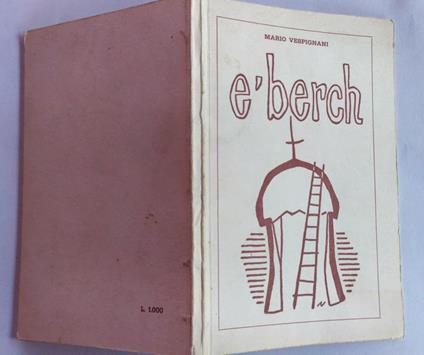 MARIO VESPIGNANI
e' berch
L. 1.000